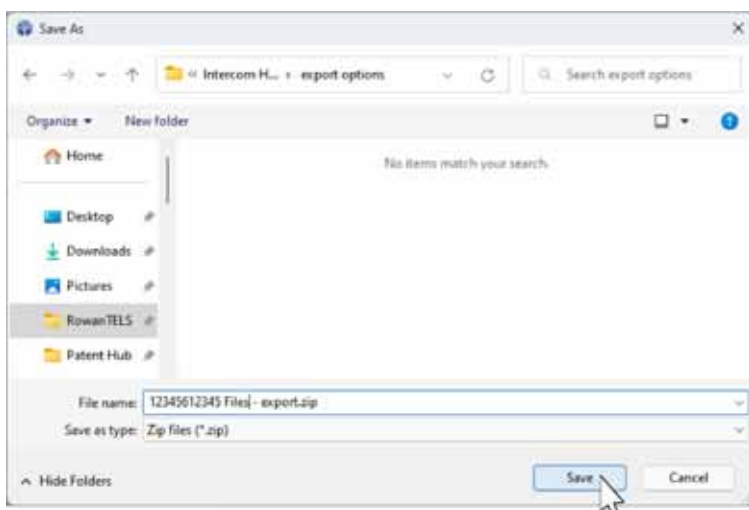 Save As
« Intercom H... › export options
Search export options
Organize New folder
Home
No items match your search.
Desktop
Downloads
Pictures
RowanTELS
Patent Hub
File name: 12345612345 Files - export.zip
Save as type: Zip files (*.zip)
Hide Folders
Save Cancel